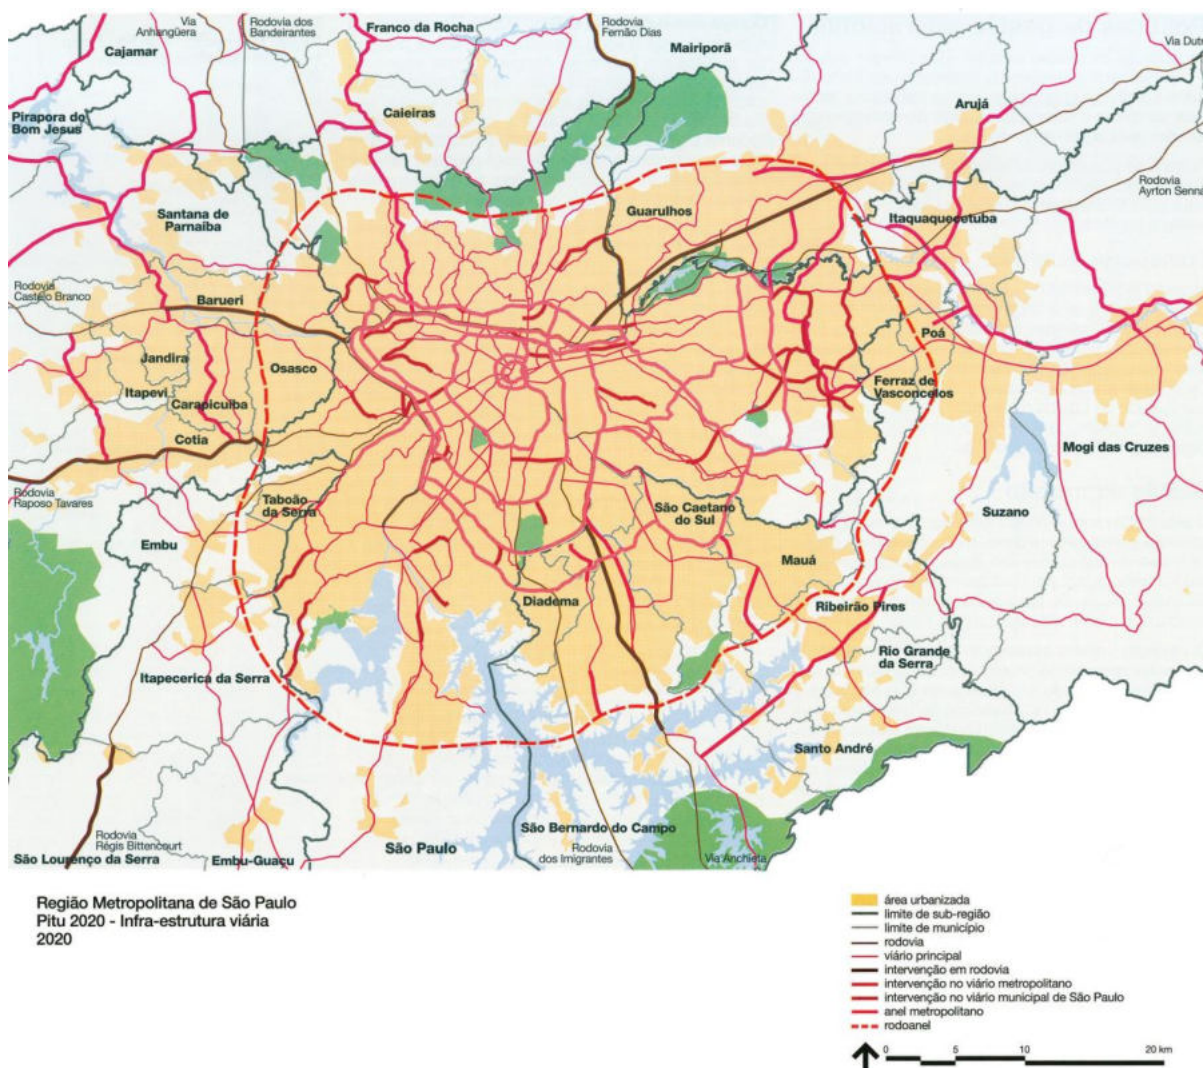 Via
Anhangüera
Rodovia dos
Bandeirantes
Franco da Rocha
Rodovia
Fernão Dias
Mairiporã
Via Dutra
Cajamar
Pirapora do
Bom Jesus
Caieiras
Arujá
Rodovia
Ayrton Senna
Santana de
Parnaíba
Guarulhos
Itaquaquecetuba
Rodovia
Castelo Branco
Barueri
Poá
Jandira
Osasco
Itapevi
Carapicuíba
Ferraz de
Vasconcelos
Cotia
Mogi das Cruzes
Rodovia
Raposo Tavares
Taboão
da Serra
São Caetano
do Sul
Suzano
Embu
Mauá
Diadema
Ribeirão Pires
Rio Grande
da Serra
Itapecerica da Serra
Santo André
Rodovia
Régis Bittencourt
São Lourenço da Serra
Embu-Guaçu
São Paulo
São Bernardo do Campo
Rodovia
dos Imigrantes
Via Anchieta
Região Metropolitana de São Paulo
Pitu 2020 - Infra-estrutura viária
2020
área urbanizada
limite de sub-região
limite de município
rodovia
viário principal
intervenção em rodovia
intervenção no viário metropolitano
intervenção no viário municipal de São Paulo
anel metropolitano
rodoanel
0 5 10 20 km